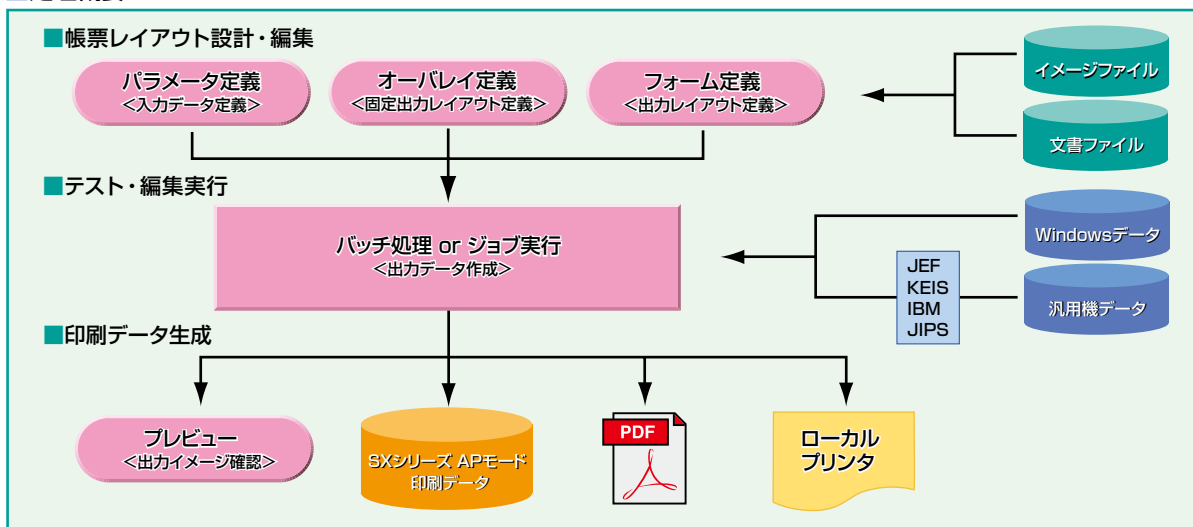 ■帳票レイアウト設計・編集
パラメータ定義
<入力データ定義>
オーバレイ定義
<固定出力レイアウト定義>
フォーム定義
<出力レイアウト定義>
イメージファイル
文書ファイル
■テスト・編集実行
バッチ処理 or ジョブ実行
<出力データ作成>
Windowsデータ
JEF
KEIS
IBM
JIPS
汎用機データ
■印刷データ生成
プレビュー
<出力イメージ確認>
SXシリーズ APモード
印刷データ
PDF
ローカル
プリンタ